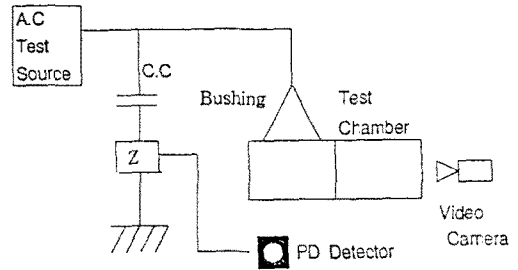 A.C
Test
Source
C.C
Bushing
Test
Chamber
Z
Video
Camera
PD Detector